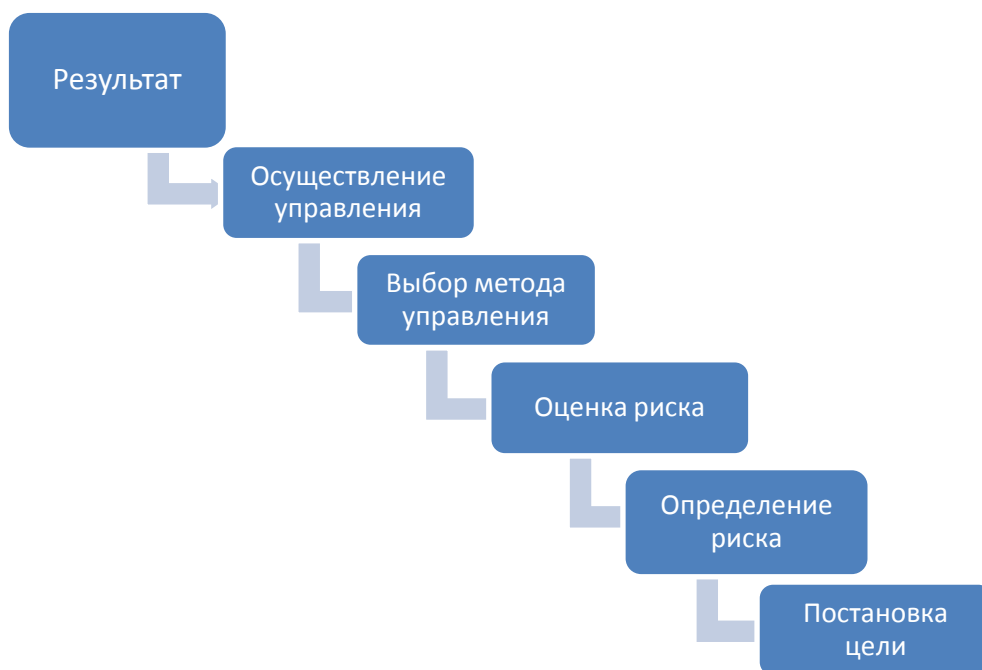 Результат
Осуществление
управления
Выбор метода
управления
Оценка риска
Определение
риска
Постановка
цели